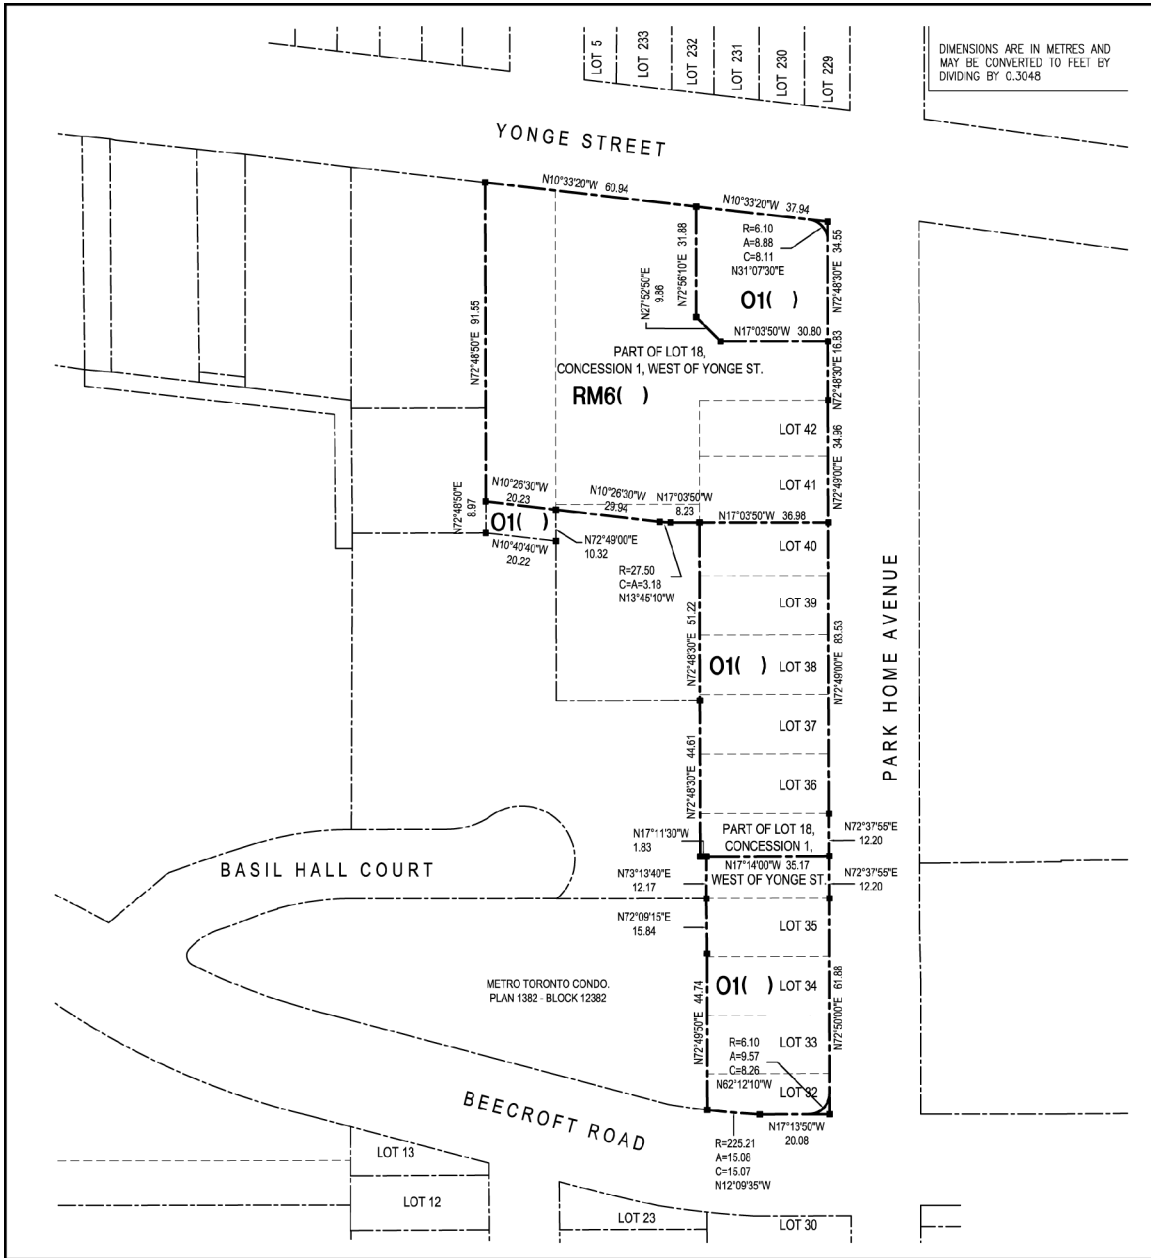 LOT 5
LOT 233
LOT 232
LOT 231
LOT 230
LOT 229
DIMENSIONS ARE IN METRES AND
MAY BE CONVERTED TO FEET BY
DIVIDING BY 0.3048
YONGE STREET
N10°33'20"W 60.94
N10°33'20"W 37.94
R=6.10
A=8.88
C=8.11
N31°07'30"E
N72°48'30"E 34.55
N72°56'10"E 31.88
N27°52'50"E
9.86
O1( )
N17°03'50"W 30.80
N72°48'50"E 91.55
PART OF LOT 18,
CONCESSION 1, WEST OF YONGE ST.
RM6( )
N72°48'30"E 16.83
LOT 42
LOT 41
N72°49'00"E 34.96
N72°48'50"E
8.97
N10°26'30"W
20.23
N10°26'30"W
29.94
N17°03'50"W
8.23
N17°03'50"W 36.98
O1( )
N10°40'40"W
20.22
N72°49'00"E
10.32
R=27.50
C=A=3.18
N13°45'10"W
LOT 40
LOT 39
N72°48'30"E 51.22
O1( )
LOT 38
N72°49'00"E 83.53
PARK HOME AVENUE
LOT 37
N72°48'30"E 44.61
LOT 36
N17°11'30"W
1.83
PART OF LOT 18,
CONCESSION 1,
N72°37'55"E
12.20
N17°14'00"W 35.17
WEST OF YONGE ST.
BASIL HALL COURT
N73°13'40"E
12.17
N72°37'55"E
12.20
N72°09'15"E
15.84
LOT 35
METRO TORONTO CONDO.
PLAN 1382 - BLOCK 12382
N72°49'50"E 44.74
O1( )
LOT 34
N72°50'00"E 61.88
R=6.10
A=9.57
C=8.26
N62°12'10"W
LOT 33
LOT 32
BEECROFT ROAD
N17°13'50"W
20.08
R=225.21
A=15.08
C=15.07
N12°09'35"W
LOT 13
LOT 12
LOT 23
LOT 30